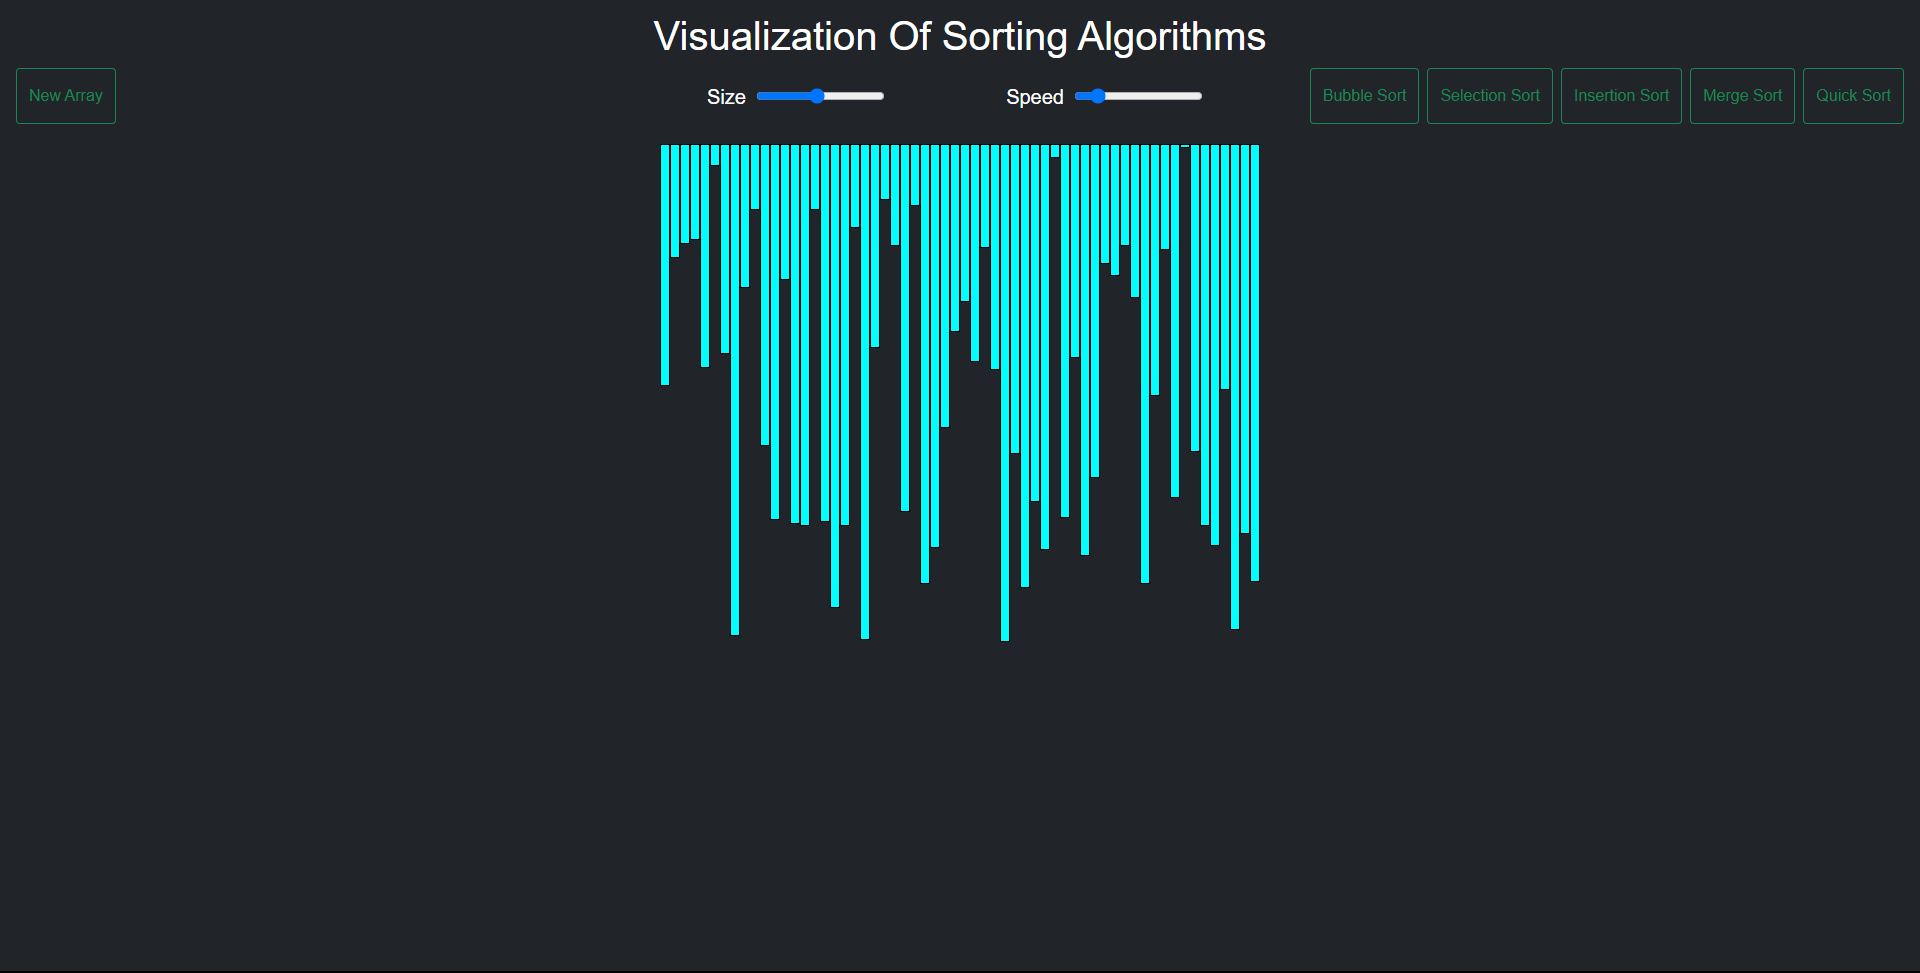 Visualization Of Sorting Algorithms
New Array
Size
Speed
Bubble Sort
Selection Sort
Insertion Sort
Merge Sort
Quick Sort